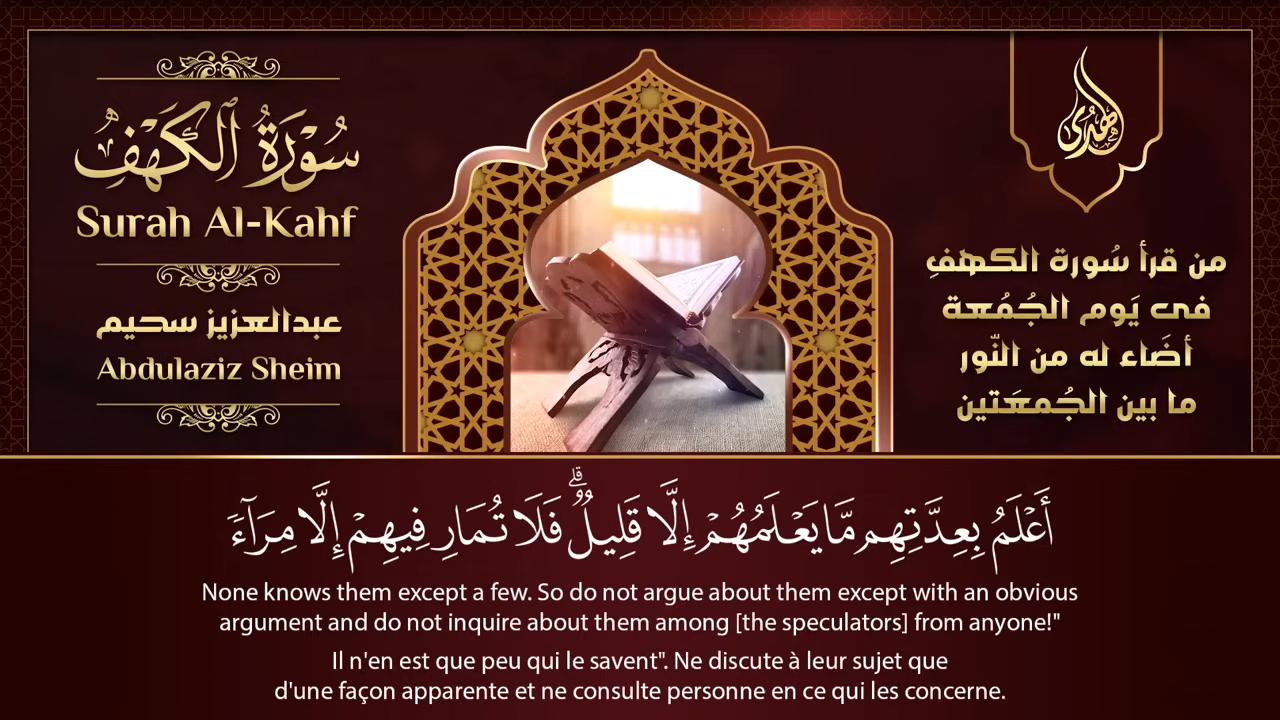 سُورَةُ ٱلْكَهْفِ
Surah Al-Kahf
عبدالعزيز سحيم
Abdulaziz Sheim
الهدى
من قرأ سُورة الكهفِ
فى يَوم الجُمُعة
أضَاء له من النّور
ما بين الجُمعَتين
أَعْلَمُ بِعِدَّتِهِم مَّا يَعْلَمُهُمْ إِلَّا قَلِيلٌ ۗ فَلَا تُمَارِ فِيهِمْ إِلَّا مِرَآءً
None knows them except a few. So do not argue about them except with an obvious
argument and do not inquire about them among [the speculators] from anyone!"
Il n'en est que peu qui le savent". Ne discute à leur sujet que
d'une façon apparente et ne consulte personne en ce qui les concerne.